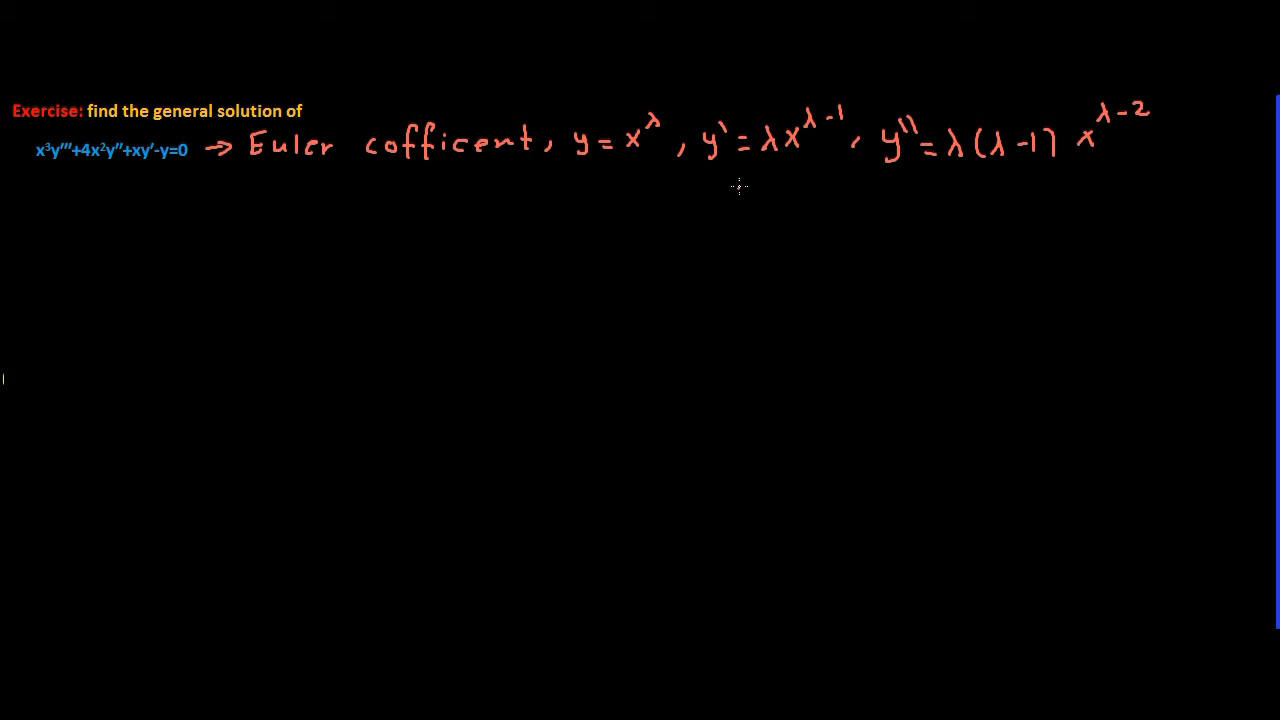 Exercise: find the general solution of
x³y′′′+4x²y′′+xy′-y=0 → Euler cofficent, y = x^λ, y' = λx^(λ-1), y'' = λ(λ-1) x^(λ-2)